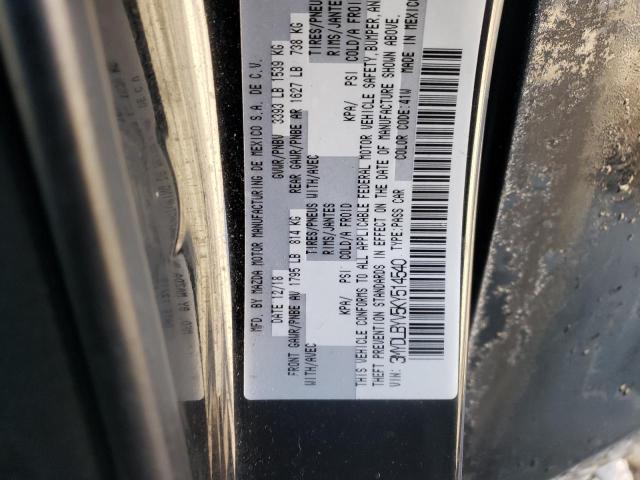 MFD. BY MAZDA MOTOR MANUFACTURING DE MEXICO S.A. DE C.V.
DATE 12/18 GVWR/PNBV 3393 LB 1539 KG
FRONT GAWR/PNBE AV 1795 LB 814 KG REAR GAWR/PNBE AR 1627 LB 738 KG
WITH/AVEC TIRES/PNEUS WITH/AVEC TIRES/PNEU
RIMS/JANTES RIMS/JANTES
KPA/ PSI COLD/A FROID KPA/ PSI COLD/A FROI
THIS VEHICLE CONFORMS TO ALL APPLICABLE FEDERAL MOTOR VEHICLE SAFETY, BUMPER, AN
THEFT PREVENTION STANDARDS IN EFFECT ON THE DATE OF MANUFACTURE SHOWN ABOVE.
VIN: 3MYDLBYV5KY514540 TYPE:PASS CAR COLOR CODE:41W MADE IN MEXICO